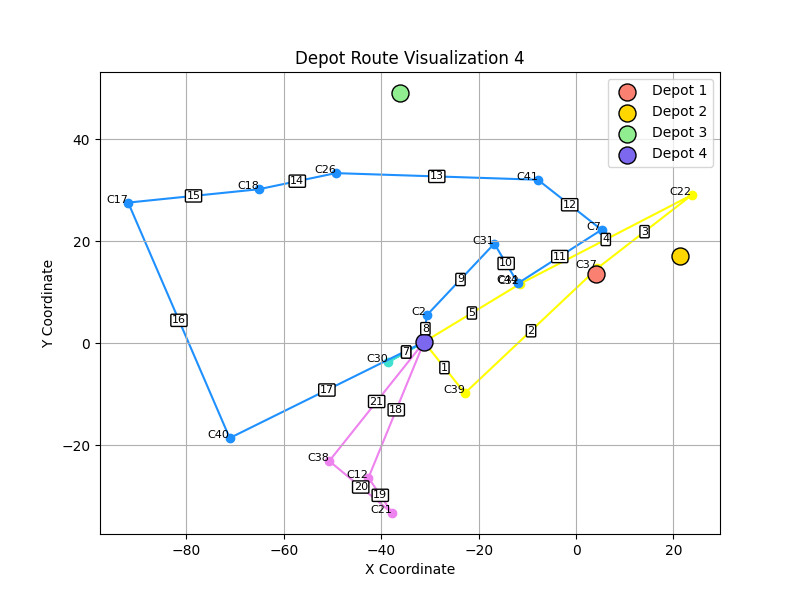 Depot Route Visualization 4
Depot 1
Depot 2
Depot 3
Depot 4
Y Coordinate
40
20
0
−20
−80
−60
−40
−20
0
20
X Coordinate
C17
C18
C26
C41
C22
C7
C31
C37
C2
C30
C39
C40
C38
C12
C21
1
2
3
4
5
6
7
8
9
10
11
12
13
14
15
16
17
18
19
20
21